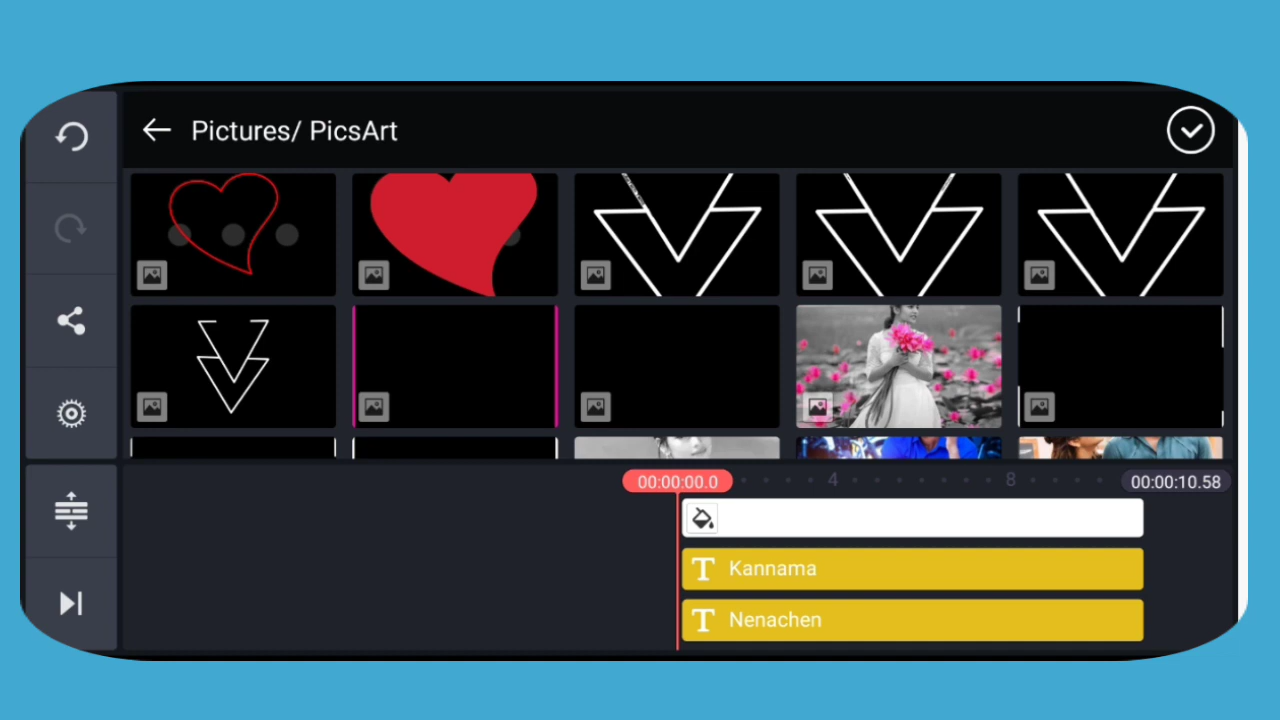 Pictures/ PicsArt
00:00:00.0
4
8
00:00:10.58
T Kannama
T Nenachen